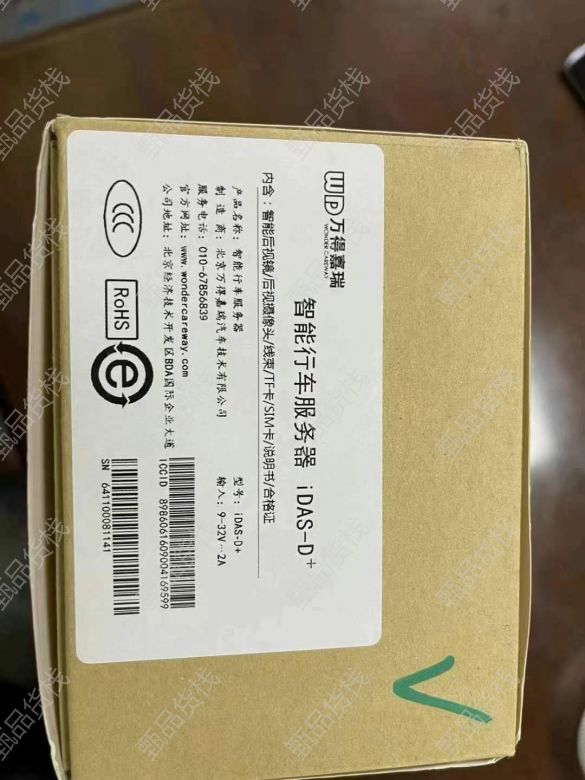 WD 万得嘉瑞
WONDER CAREWAY
智能行车服务器 iDAS-D+
内含：智能后视镜/后视摄像头/线束/TF卡/SIM卡/说明书/合格证
产品名称：智能行车服务器
型号：iDAS-D+
制造商：北京万得嘉瑞汽车技术有限公司
输入：9-32V⎓2A
服务电话：010-67856839
官方网址：www.wondercareway.com
公司地址：北京经济技术开发区BDA国际企业大道
CCC
RoHS
e
ICCID 8986061609004169599
SN 641100081141
甄品货栈